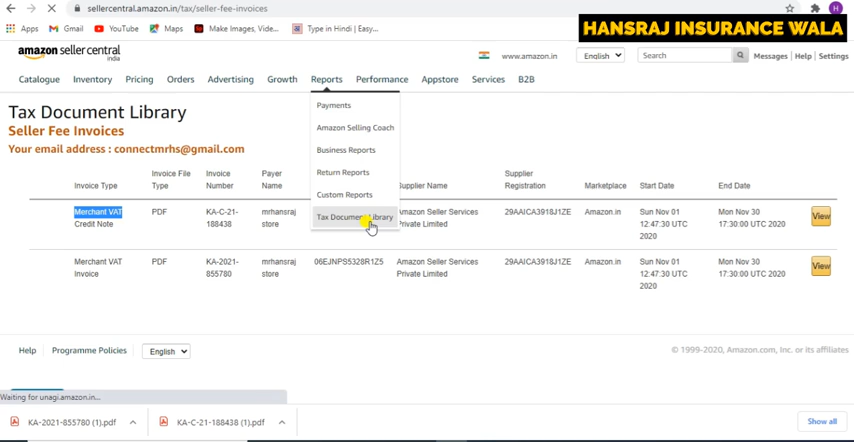 sellercentral.amazon.in/tax/seller-fee-invoices
H
Apps Gmail YouTube Maps Make Images, Vide... Type in Hindi | Easy...
HANSRAJ INSURANCE WALA
amazon seller central
india
www.amazon.in English Search Messages | Help | Settings
Catalogue Inventory Pricing Orders Advertising Growth Reports Performance Appstore Services B2B
Payments
Amazon Selling Coach
Business Reports
Return Reports
Custom Reports
Tax Document Library
Tax Document Library
Seller Fee Invoices
Your email address : connectmrhs@gmail.com
Invoice Type Invoice File Type Invoice Number Payer Name Supplier Name Supplier Registration Marketplace Start Date End Date
Merchant VAT PDF KA-C-21- mrhansraj Amazon Seller Services 29AAICA3918J1ZE Amazon.in Sun Nov 01 Mon Nov 30 View
Credit Note 188438 store Private Limited 12:47:30 UTC 17:30:00 UTC 2020
2020
Merchant VAT PDF KA-2021- mrhansraj 06EJNPS5328R1Z5 Amazon Seller Services 29AAICA3918J1ZE Amazon.in Sun Nov 01 Mon Nov 30 View
Invoice 855780 store Private Limited 12:47:30 UTC 17:30:00 UTC 2020
2020
Help Programme Policies English © 1999-2020, Amazon.com, Inc. or its affiliates
Waiting for unagi.amazon.in...
KA-2021-855780 (1).pdf KA-C-21-188438 (1).pdf Show all